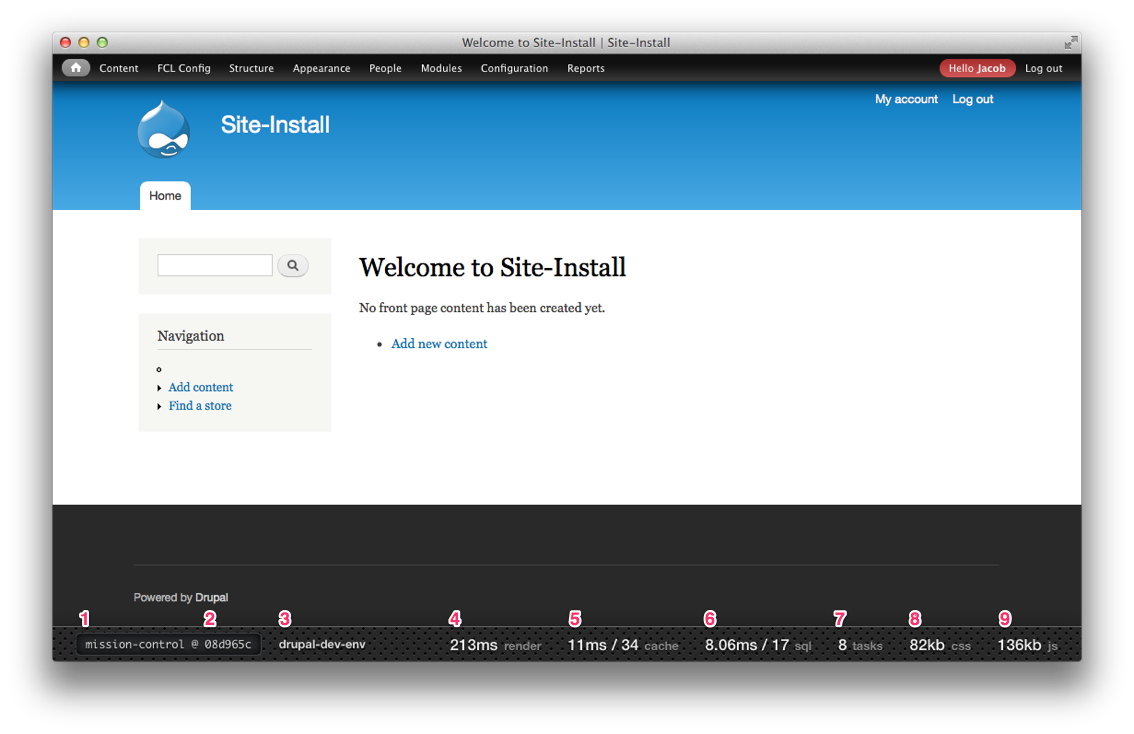 Welcome to Site-Install | Site-Install
Content FCL Config Structure Appearance People Modules Configuration Reports Hello Jacob Log out
My account Log out
Site-Install
Home
Welcome to Site-Install
No front page content has been created yet.
• Add new content
Navigation
Add content
Find a store
Powered by Drupal
1 2 3 4 5 6 7 8 9
mission-control @ 08d965c drupal-dev-env 213ms render 11ms / 34 cache 8.06ms / 17 sql 8 tasks 82kb css 136kb js